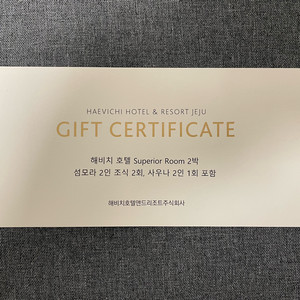 HAEVICHI HOTEL & RESORT JEJU
GIFT CERTIFICATE
해비치 호텔 Superior Room 2박
섬모라 2인 조식 2회, 사우나 2인 1회 포함
해비치호텔앤드리조트주식회사